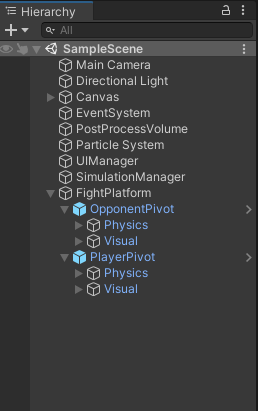 Hierarchy
All
SampleScene
Main Camera
Directional Light
Canvas
EventSystem
PostProcessVolume
Particle System
UIManager
SimulationManager
FightPlatform
OpponentPivot
Physics
Visual
PlayerPivot
Physics
Visual